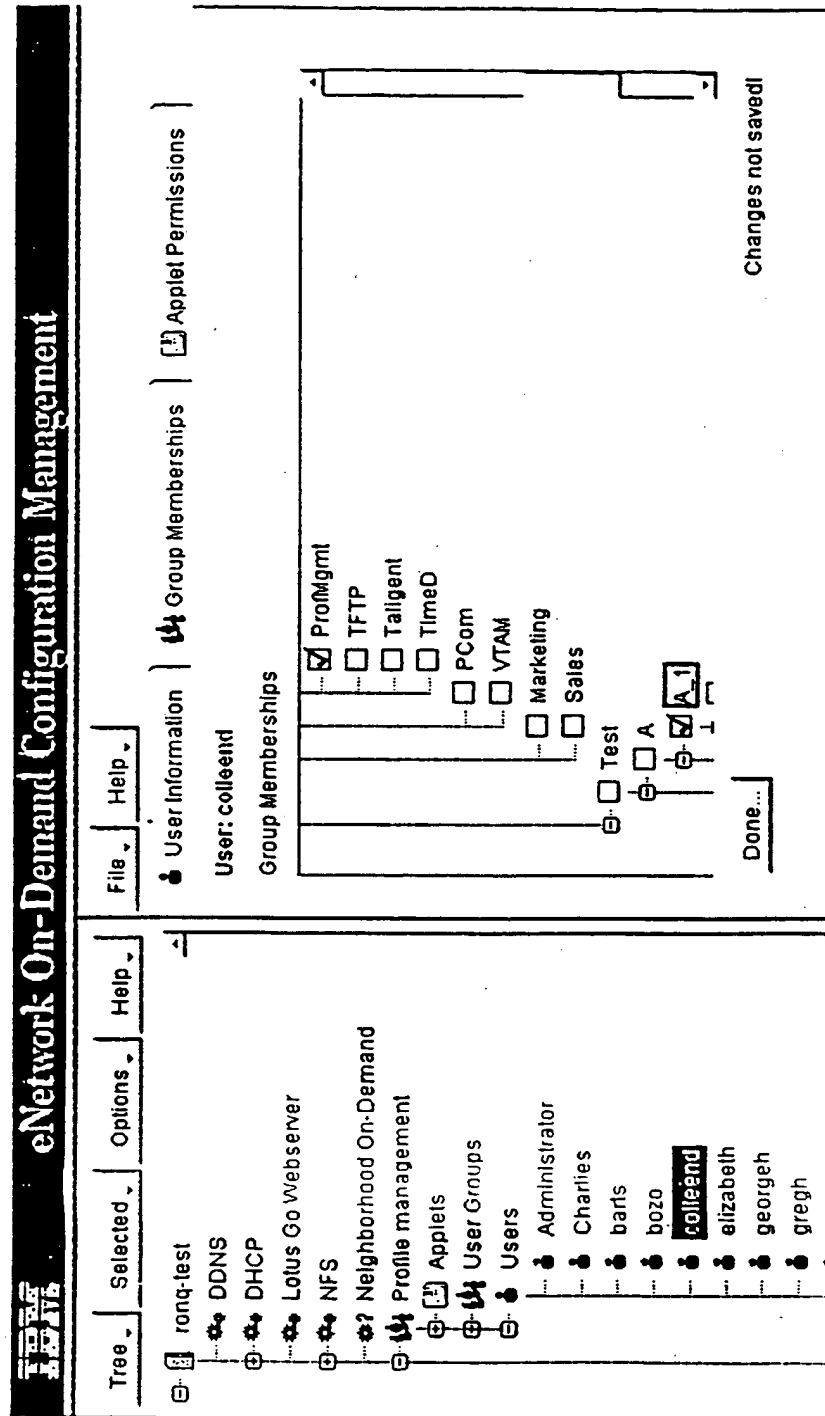 IBM
eNetwork On-Demand Configuration Management
Tree Selected Options Help
ronq-test
DDNS
DHCP
Lotus Go Webserver
NFS
Neighborhood On-Demand
Profile management
Applets
User Groups
Users
Administrator
Charlies
barts
bozo
colleend
elizabeth
georgeh
gregh
File Help
User Information Group Memberships Applet Permissions
User: colleend
Group Memberships
ProfMgmt
TFTP
Taligent
TimeD
PCom
VTAM
Marketing
Sales
Test
A
A_1
Done...
Changes not saved!